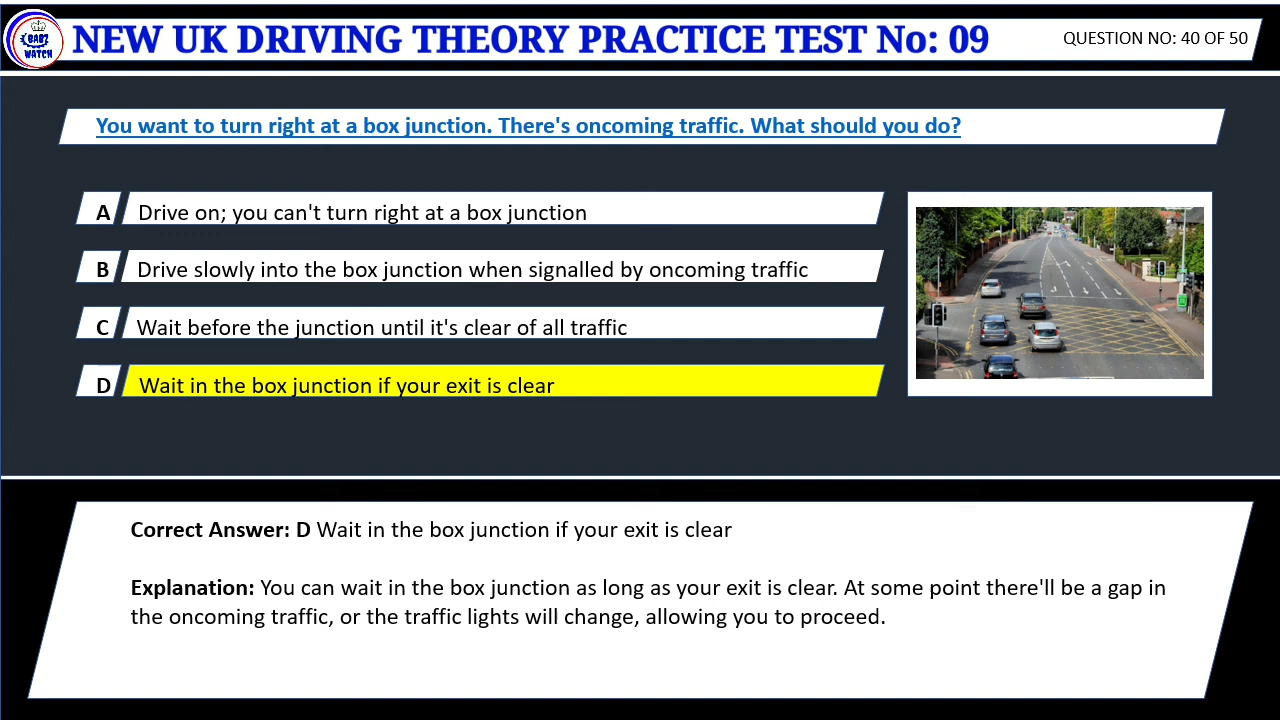 BABZ
WATCH
NEW UK DRIVING THEORY PRACTICE TEST No: 09
QUESTION NO: 40 OF 50
You want to turn right at a box junction. There's oncoming traffic. What should you do?
A Drive on; you can't turn right at a box junction
B Drive slowly into the box junction when signalled by oncoming traffic
C Wait before the junction until it's clear of all traffic
D Wait in the box junction if your exit is clear
Correct Answer: D Wait in the box junction if your exit is clear
Explanation: You can wait in the box junction as long as your exit is clear. At some point there'll be a gap in
the oncoming traffic, or the traffic lights will change, allowing you to proceed.